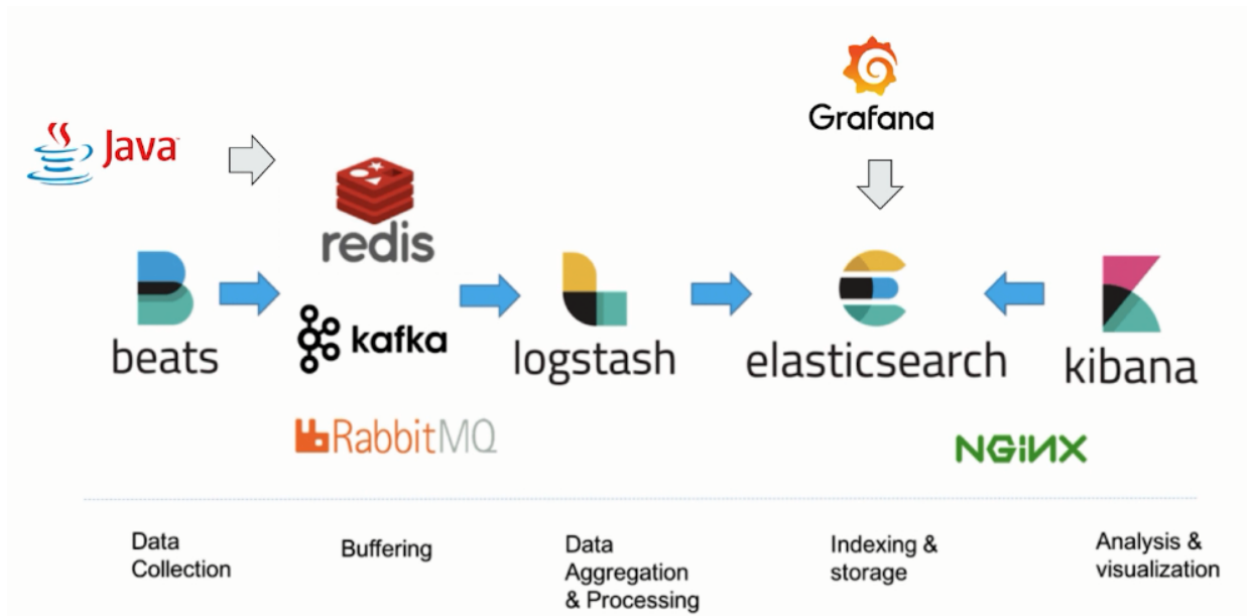 Grafana
Java
redis
beats
kafka
logstash
elasticsearch
kibana
RabbitMQ
NGiNX
Data
Collection
Buffering
Data
Aggregation
& Processing
Indexing &
storage
Analysis &
visualization